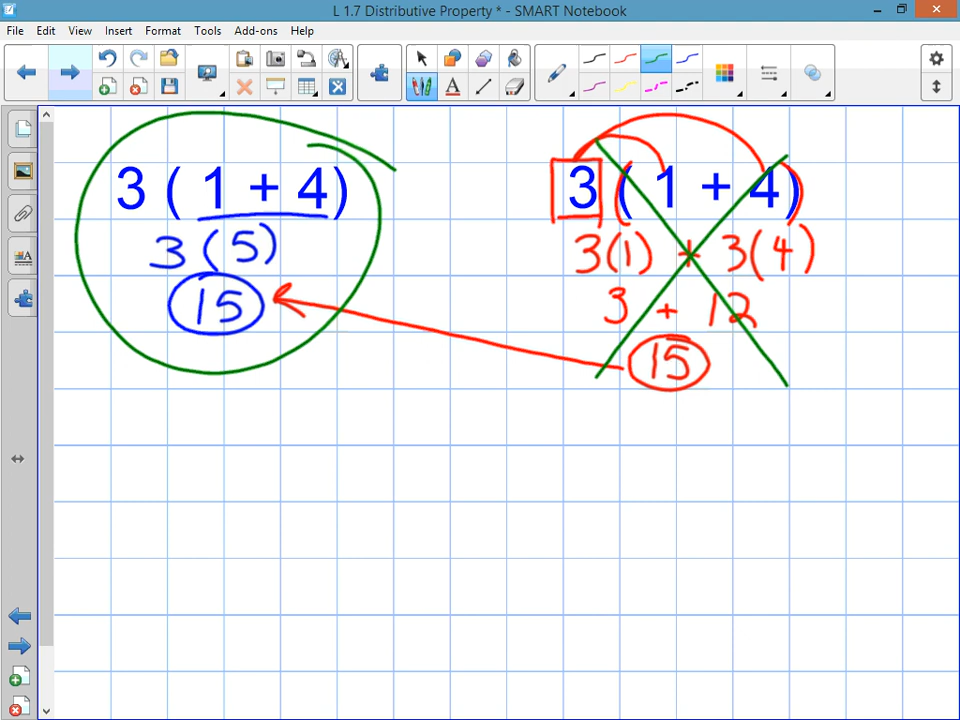 L 1.7 Distributive Property * - SMART Notebook
File Edit View Insert Format Tools Add-ons Help
3 ( 1 + 4)
3 (5)
15
3 ( 1 + 4)
3(1) + 3(4)
3 + 12
15